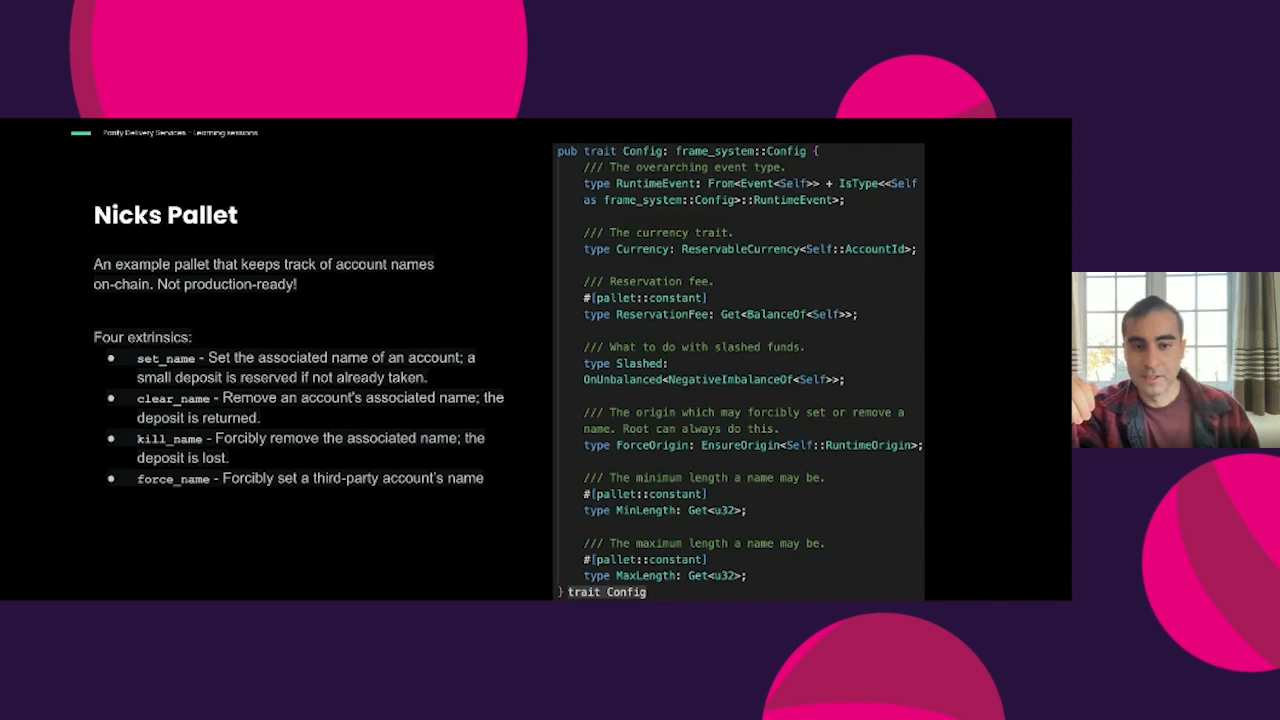 Parity Delivery Services - Learning sessions
Nicks Pallet
An example pallet that keeps track of account names
on-chain. Not production-ready!
Four extrinsics:
● set_name - Set the associated name of an account; a
small deposit is reserved if not already taken.
● clear_name - Remove an account's associated name; the
deposit is returned.
● kill_name - Forcibly remove the associated name; the
deposit is lost.
● force_name - Forcibly set a third-party account's name
pub trait Config: frame_system::Config {
/// The overarching event type.
type RuntimeEvent: From<Event<Self>> + IsType<<Self
as frame_system::Config>::RuntimeEvent>;
/// The currency trait.
type Currency: ReservableCurrency<Self::AccountId>;
/// Reservation fee.
#[pallet::constant]
type ReservationFee: Get<BalanceOf<Self>>;
/// What to do with slashed funds.
type Slashed:
OnUnbalanced<NegativeImbalanceOf<Self>>;
/// The origin which may forcibly set or remove a
name. Root can always do this.
type ForceOrigin: EnsureOrigin<Self::RuntimeOrigin>;
/// The minimum length a name may be.
#[pallet::constant]
type MinLength: Get<u32>;
/// The maximum length a name may be.
#[pallet::constant]
type MaxLength: Get<u32>;
} trait Config